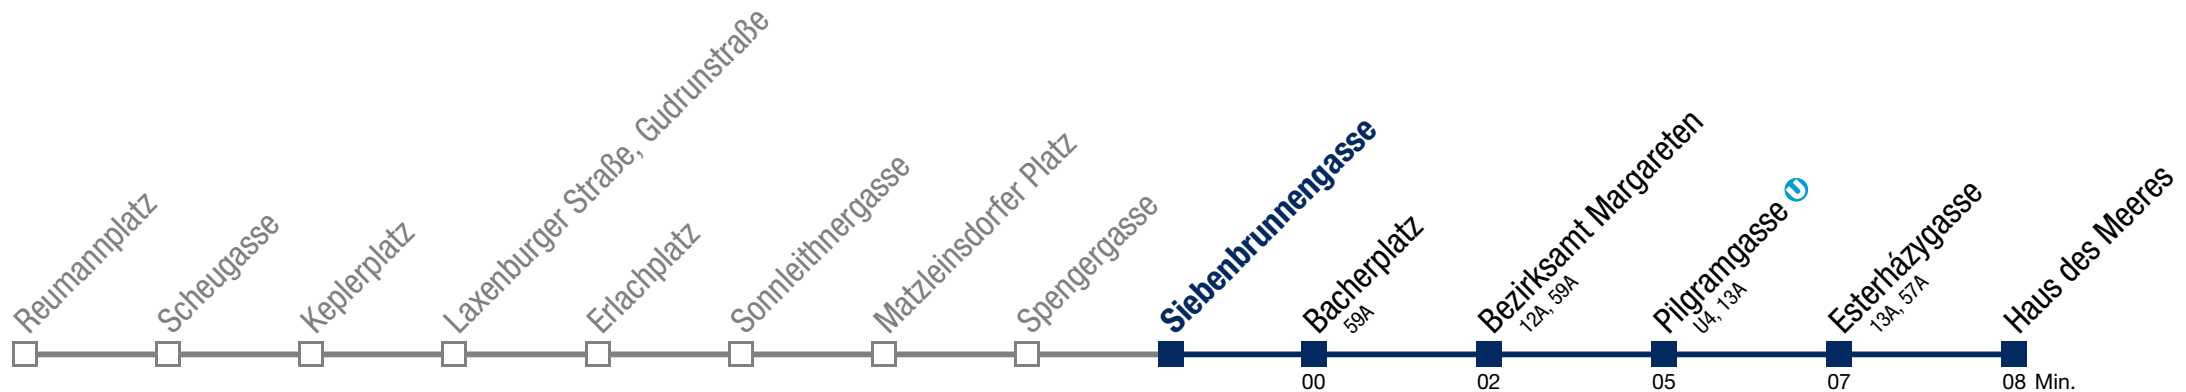 Reumannplatz
Scheugasse
Keplerplatz
Laxenburger Straße, Gudrunstraße
Erlachplatz
Sonnleithnergasse
Matzleinsdorfer Platz
Spengergasse
Siebenbrunnengasse
Bacherplatz
59A
Bezirksamt Margareten
12A, 59A
Pilgramgasse U
U4, 13A
Esterházygasse
13A, 57A
Haus des Meeres
00 02 05 07 08 Min.